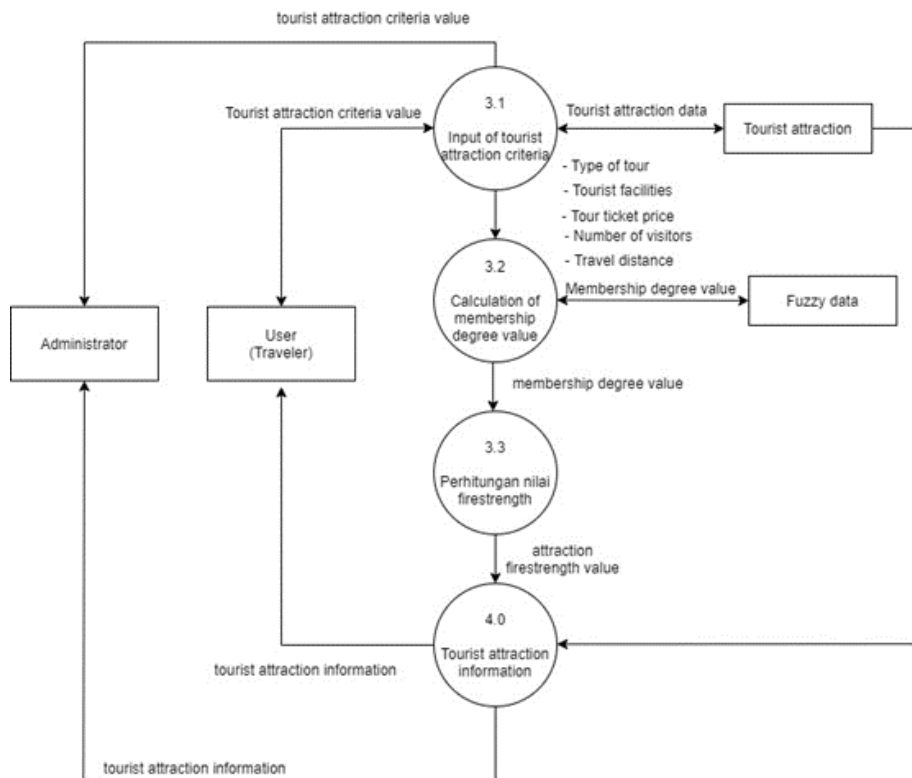 tourist attraction criteria value
3.1
Input of tourist
attraction criteria
Tourist attraction criteria value
Tourist attraction data
Tourist attraction
- Type of tour
- Tourist facilities
- Tour ticket price
- Number of visitors
- Travel distance
3.2
Calculation of
membership
degree value
Membership degree value
Fuzzy data
Administrator
User
(Traveler)
membership degree value
3.3
Perhitungan nilai
firestrength
attraction
firestrength value
4.0
Tourist attraction
information
tourist attraction information
tourist attraction information